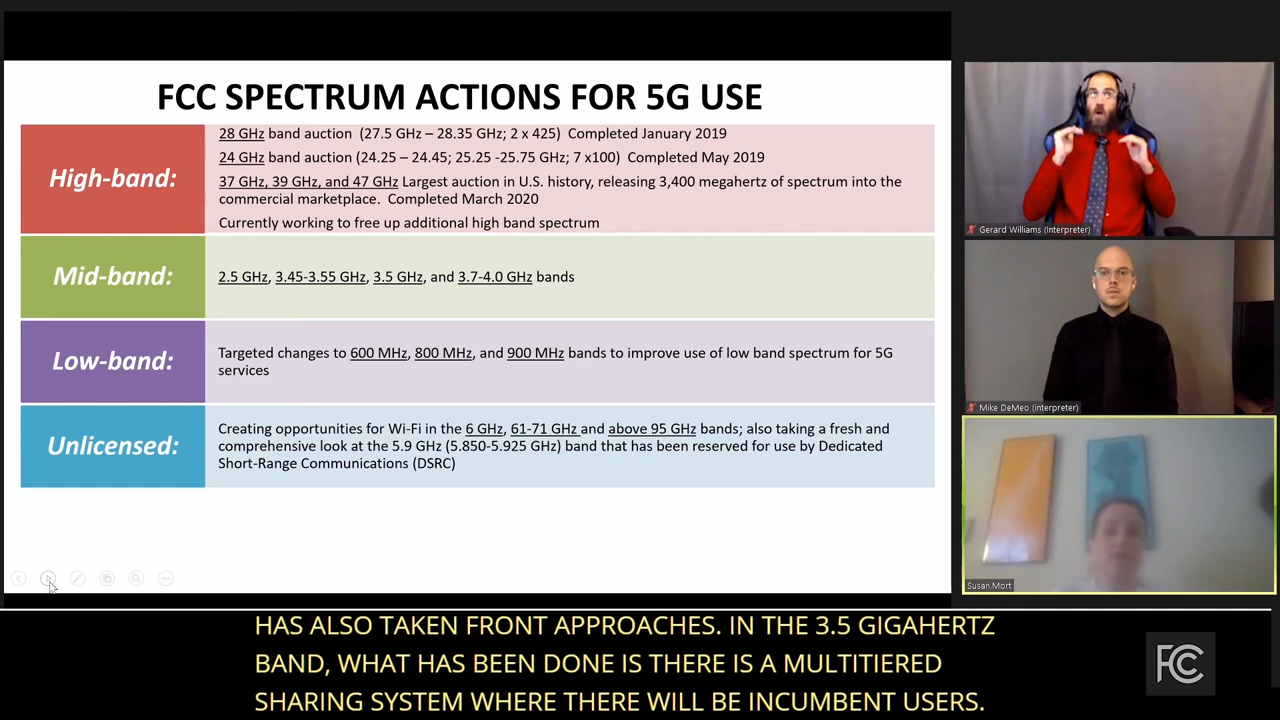 FCC SPECTRUM ACTIONS FOR 5G USE
High-band:
28 GHz band auction (27.5 GHz – 28.35 GHz; 2 x 425) Completed January 2019
24 GHz band auction (24.25 – 24.45; 25.25 -25.75 GHz; 7 x100) Completed May 2019
37 GHz, 39 GHz, and 47 GHz Largest auction in U.S. history, releasing 3,400 megahertz of spectrum into the
commercial marketplace. Completed March 2020
Currently working to free up additional high band spectrum
Mid-band:
2.5 GHz, 3.45-3.55 GHz, 3.5 GHz, and 3.7-4.0 GHz bands
Low-band:
Targeted changes to 600 MHz, 800 MHz, and 900 MHz bands to improve use of low band spectrum for 5G
services
Unlicensed:
Creating opportunities for Wi-Fi in the 6 GHz, 61-71 GHz and above 95 GHz bands; also taking a fresh and
comprehensive look at the 5.9 GHz (5.850-5.925 GHz) band that has been reserved for use by Dedicated
Short-Range Communications (DSRC)
Gerard Williams (Interpreter)
Mike DeMeo (interpreter)
Susan.Mort
HAS ALSO TAKEN FRONT APPROACHES. IN THE 3.5 GIGAHERTZ
BAND, WHAT HAS BEEN DONE IS THERE IS A MULTITIERED
SHARING SYSTEM WHERE THERE WILL BE INCUMBENT USERS.
FCC